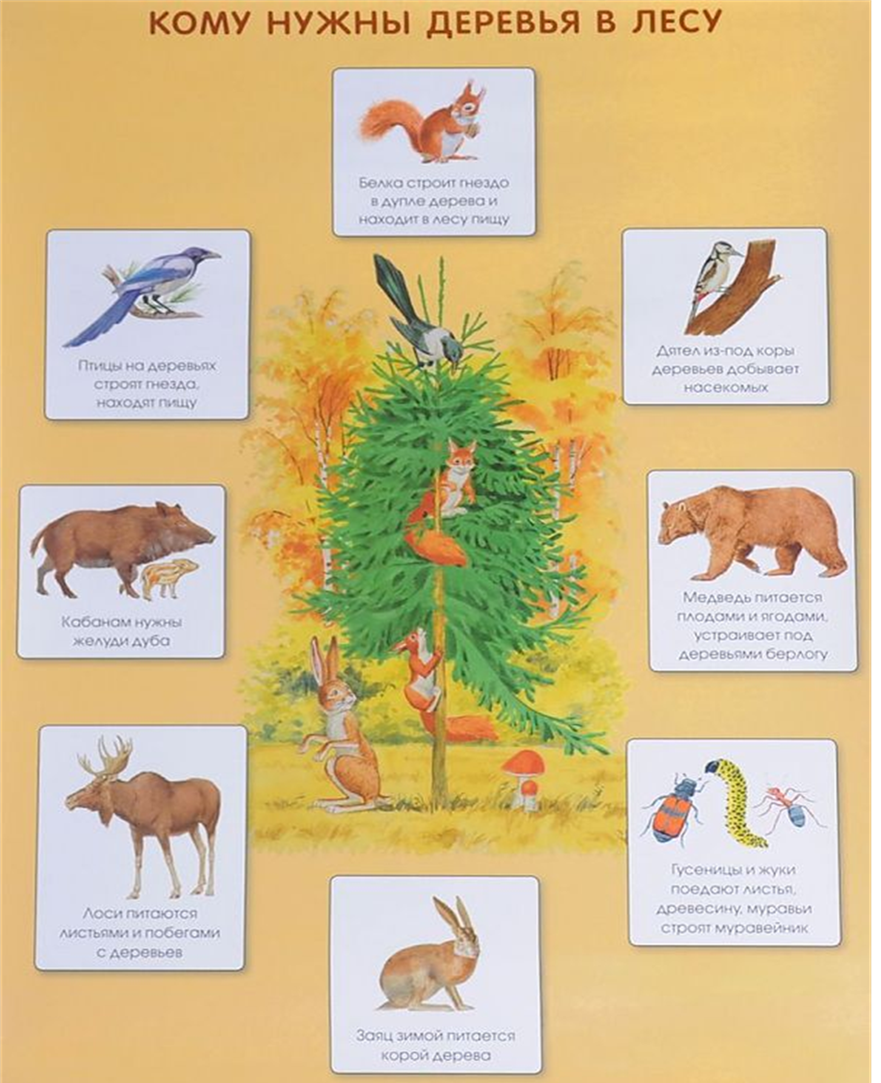 КОМУ НУЖНЫ ДЕРЕВЬЯ В ЛЕСУ
Белка строит гнездо
в дупле дерева и
находит в лесу пищу
Птицы на деревьях
строят гнезда,
находят пищу
Дятел из-под коры
деревьев добывает
насекомых
Кабанам нужны
желуди дуба
Медведь питается
плодами и ягодами,
устраивает под
деревьями берлогу
Лоси питаются
листьями и побегами
с деревьев
Гусеницы и жуки
поедают листья,
древесину, муравьи
строят муравейник
Заяц зимой питается
корой дерева